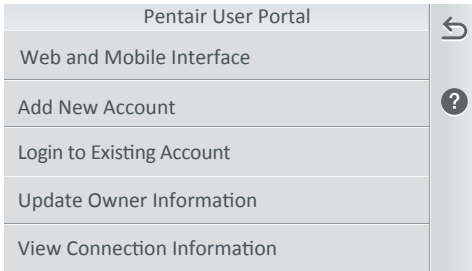 Pentair User Portal
Web and Mobile Interface
Add New Account
Login to Existing Account
Update Owner Information
View Connection Information
?